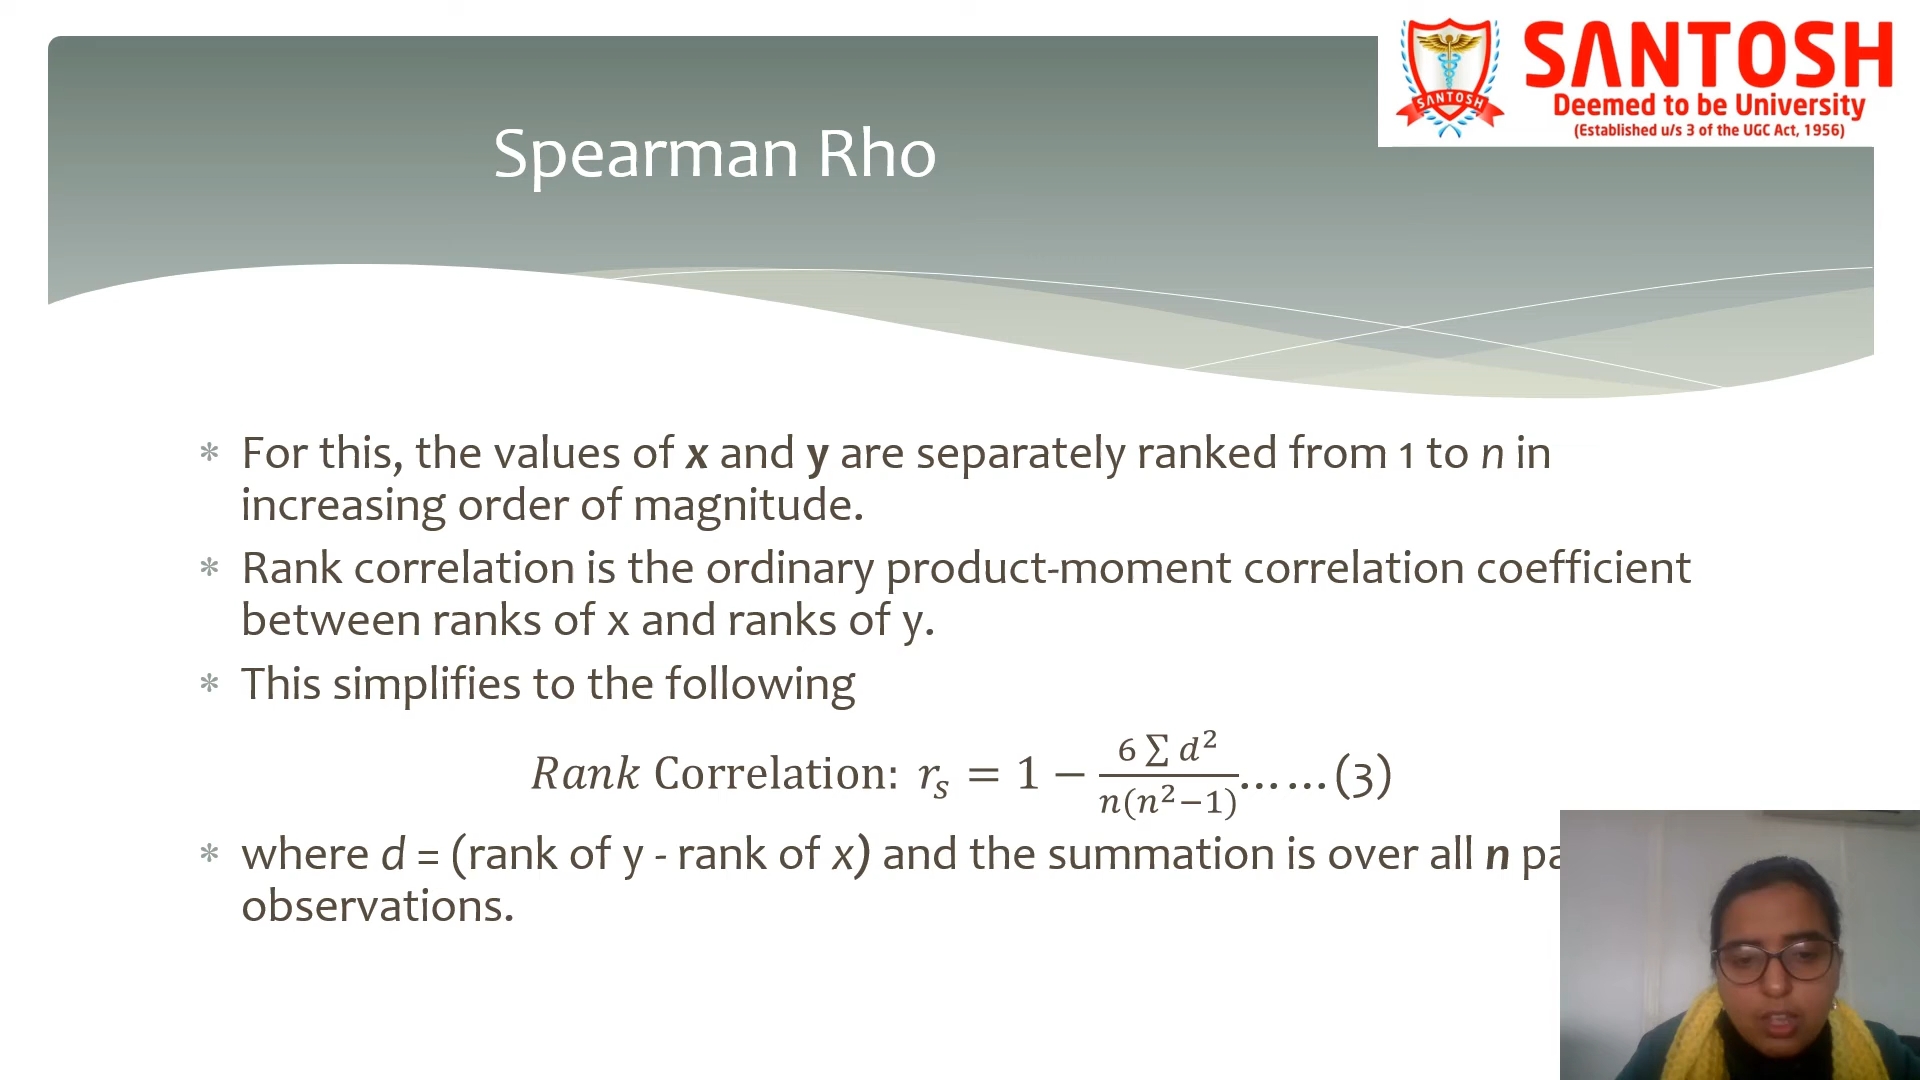 SANTOSH
SANTOSH
Deemed to be University
(Established u/s 3 of the UGC Act, 1956)
Spearman Rho
* For this, the values of x and y are separately ranked from 1 to n in
increasing order of magnitude.
* Rank correlation is the ordinary product-moment correlation coefficient
between ranks of x and ranks of y.
* This simplifies to the following
Rank Correlation: rₛ = 1 − 6 ∑ d² / n(n²−1) ……(3)
* where d = (rank of y - rank of x) and the summation is over all n
observations.